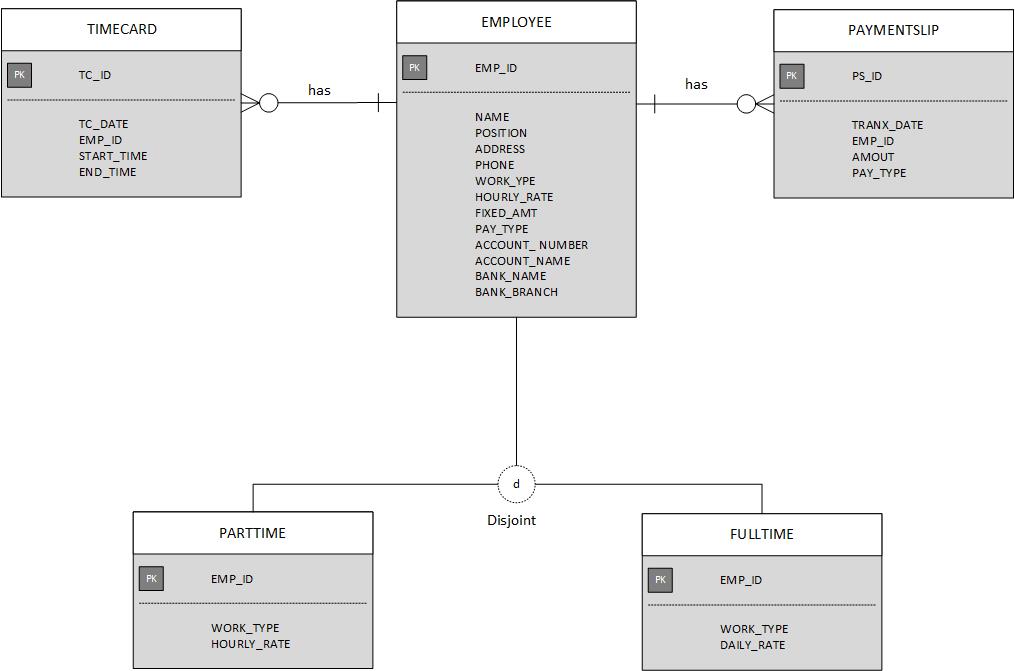 TIMECARD
PK TC_ID
TC_DATE
EMP_ID
START_TIME
END_TIME
has
EMPLOYEE
PK EMP_ID
NAME
POSITION
ADDRESS
PHONE
WORK_YPE
HOURLY_RATE
FIXED_AMT
PAY_TYPE
ACCOUNT_ NUMBER
ACCOUNT_NAME
BANK_NAME
BANK_BRANCH
has
PAYMENTSLIP
PK PS_ID
TRANX_DATE
EMP_ID
AMOUT
PAY_TYPE
d
Disjoint
PARTTIME
PK EMP_ID
WORK_TYPE
HOURLY_RATE
FULLTIME
PK EMP_ID
WORK_TYPE
DAILY_RATE